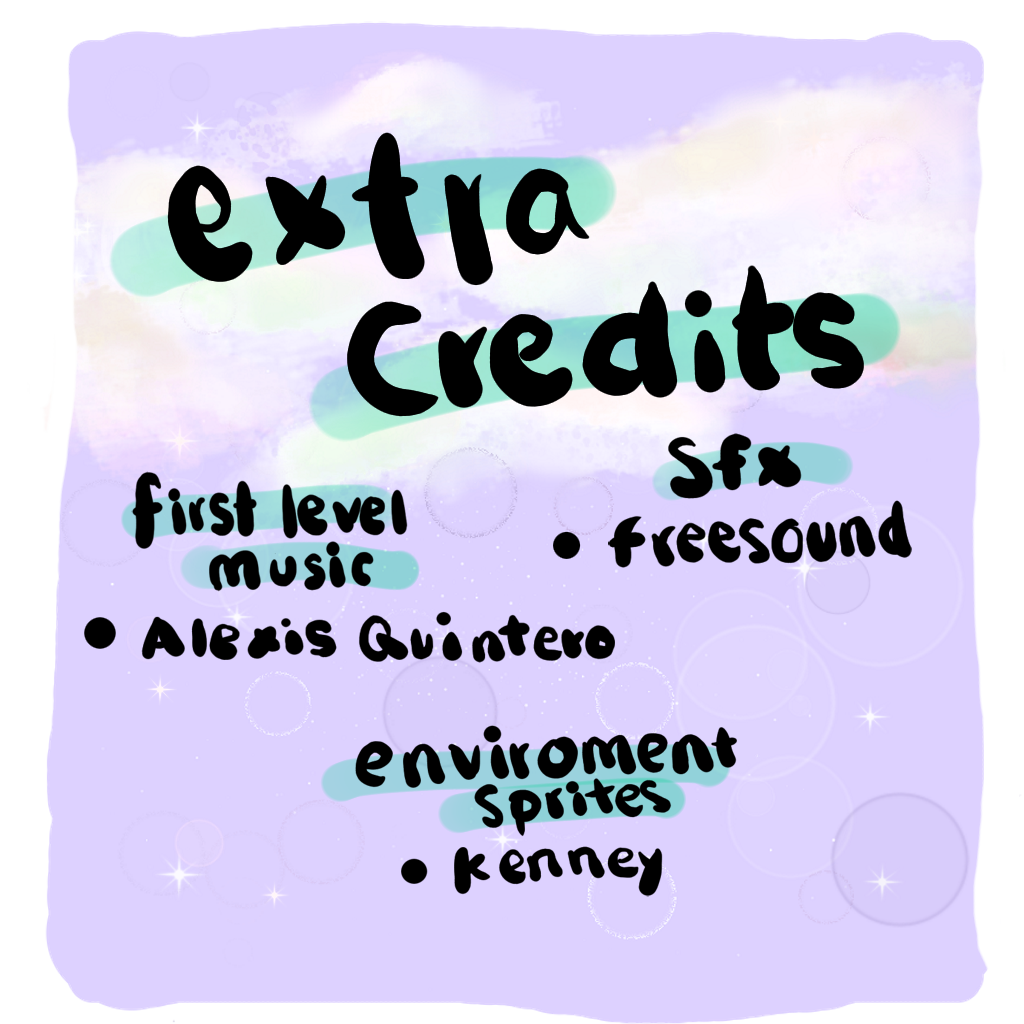 extra
Credits
first level
music
• Alexis Quintero
Sfx
• freesound
enviroment
sprites
• kenney